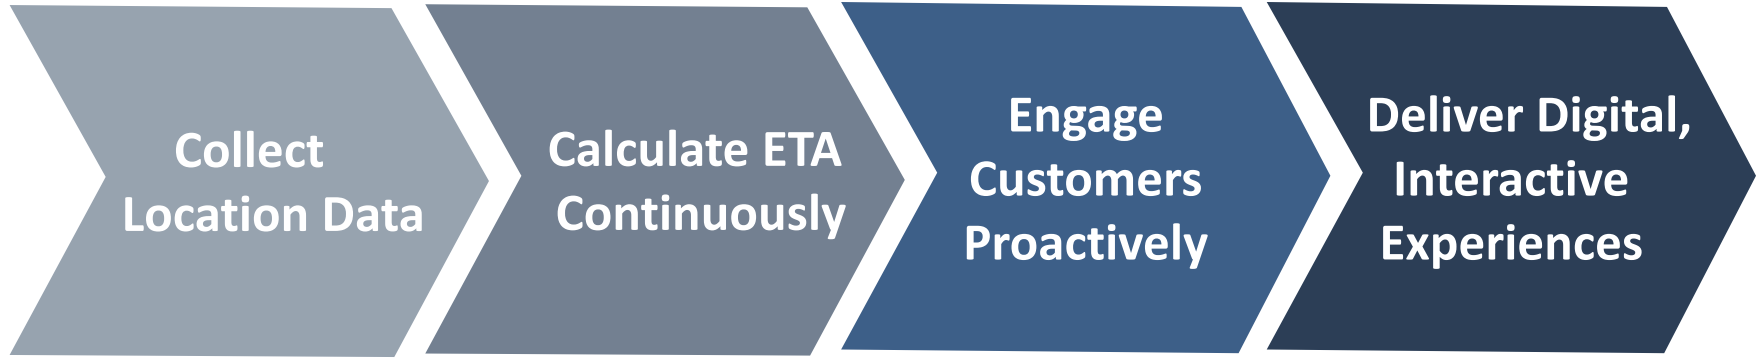 Collect
Location Data
Calculate ETA
Continuously
Engage
Customers
Proactively
Deliver Digital,
Interactive
Experiences